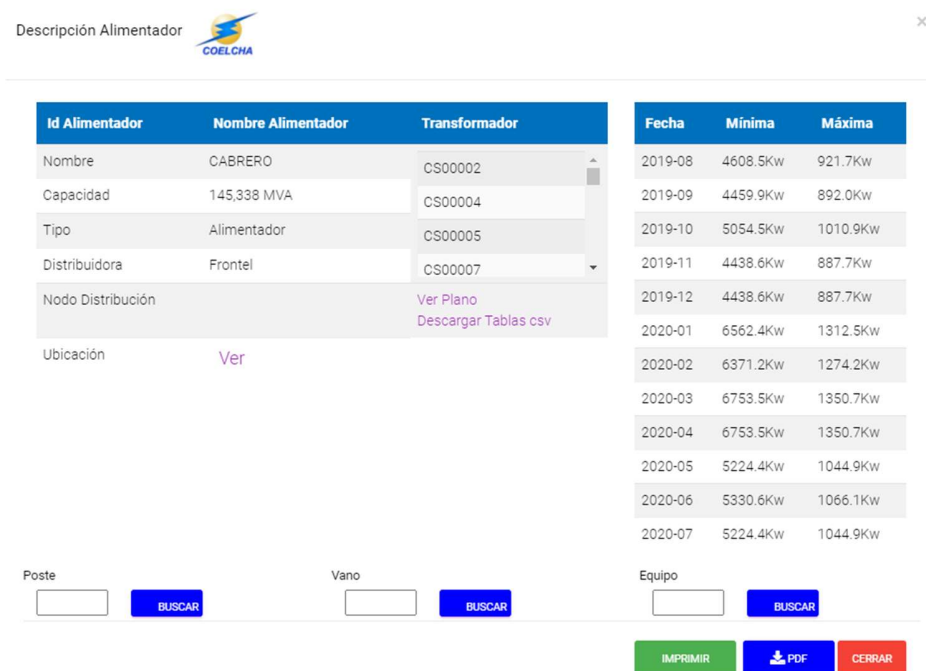 Descripción Alimentador
COELCHA
×
Id Alimentador Nombre Alimentador Transformador
Nombre CABRERO CS00002
Capacidad 145,338 MVA CS00004
Tipo Alimentador CS00005
Distribuidora Frontel CS00007
Nodo Distribución Ver Plano
Descargar Tablas csv
Ubicación Ver
Fecha Mínima Máxima
2019-08 4608.5Kw 921.7Kw
2019-09 4459.9Kw 892.0Kw
2019-10 5054.5Kw 1010.9Kw
2019-11 4438.6Kw 887.7Kw
2019-12 4438.6Kw 887.7Kw
2020-01 6562.4Kw 1312.5Kw
2020-02 6371.2Kw 1274.2Kw
2020-03 6753.5Kw 1350.7Kw
2020-04 6753.5Kw 1350.7Kw
2020-05 5224.4Kw 1044.9Kw
2020-06 5330.6Kw 1066.1Kw
2020-07 5224.4Kw 1044.9Kw
Poste Vano Equipo
BUSCAR BUSCAR BUSCAR
IMPRIMIR PDF CERRAR